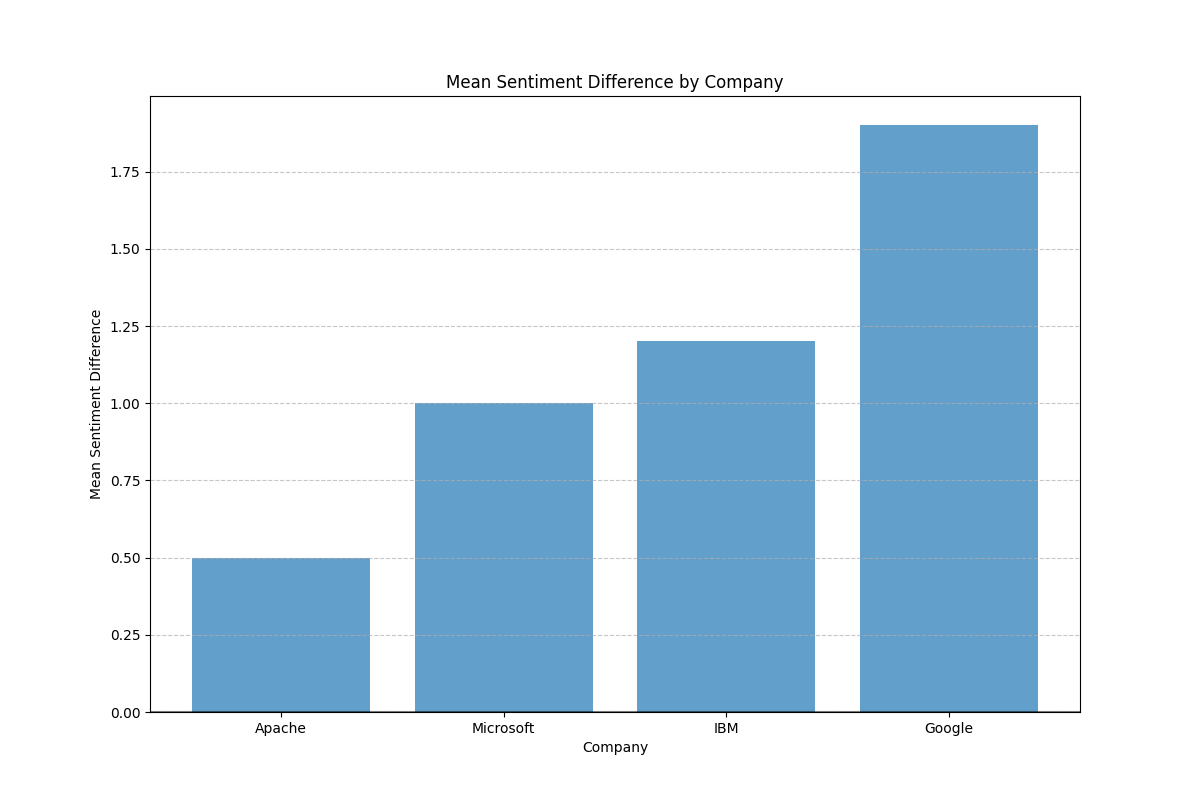 Mean Sentiment Difference by Company
Mean Sentiment Difference
1.75
1.50
1.25
1.00
0.75
0.50
0.25
0.00
Apache Microsoft IBM Google
Company